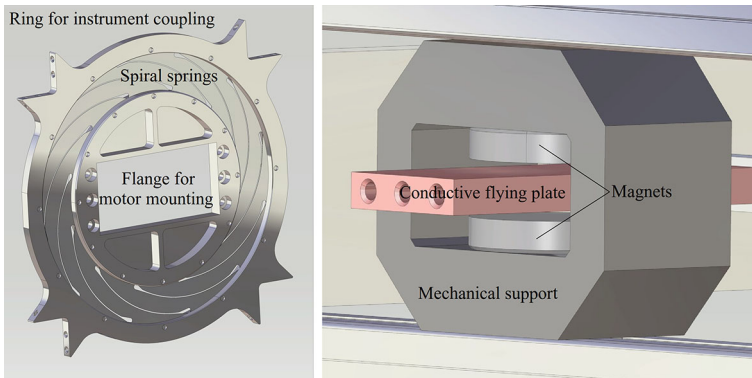 Ring for instrument coupling
Spiral springs
Flange for
motor mounting
Conductive flying plate
Magnets
Mechanical support